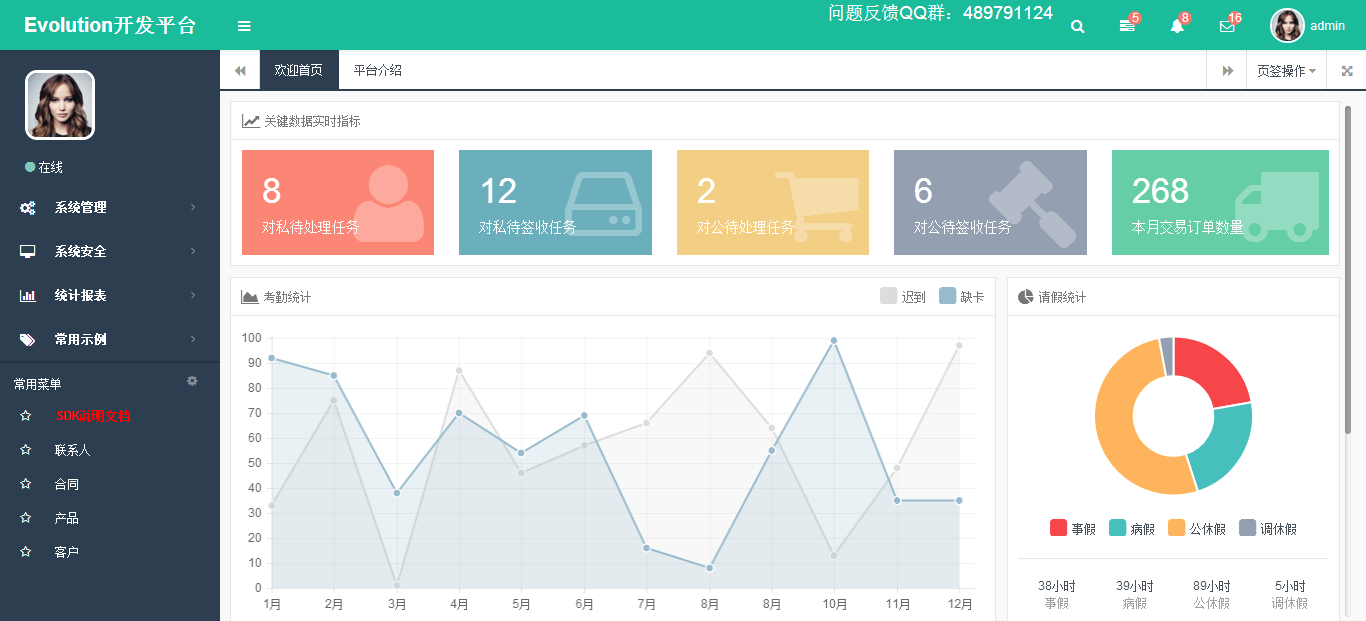 Evolution开发平台
问题反馈QQ群：489791124
5
8
16
admin
欢迎首页
平台介绍
页签操作
在线
系统管理
系统安全
统计报表
常用示例
常用菜单
SDK说明文档
联系人
合同
产品
客户
关键数据实时指标
8
对私待处理任务
12
对私待签收任务
2
对公待处理任务
6
对公待签收任务
268
本月交易订单数量
考勤统计
迟到 缺卡
100
90
80
70
60
50
40
30
20
10
0
1月 2月 3月 4月 5月 6月 7月 8月 8月 10月 11月 12月
请假统计
事假 病假 公休假 调休假
38小时 39小时 89小时 5小时
事假 病假 公休假 调休假